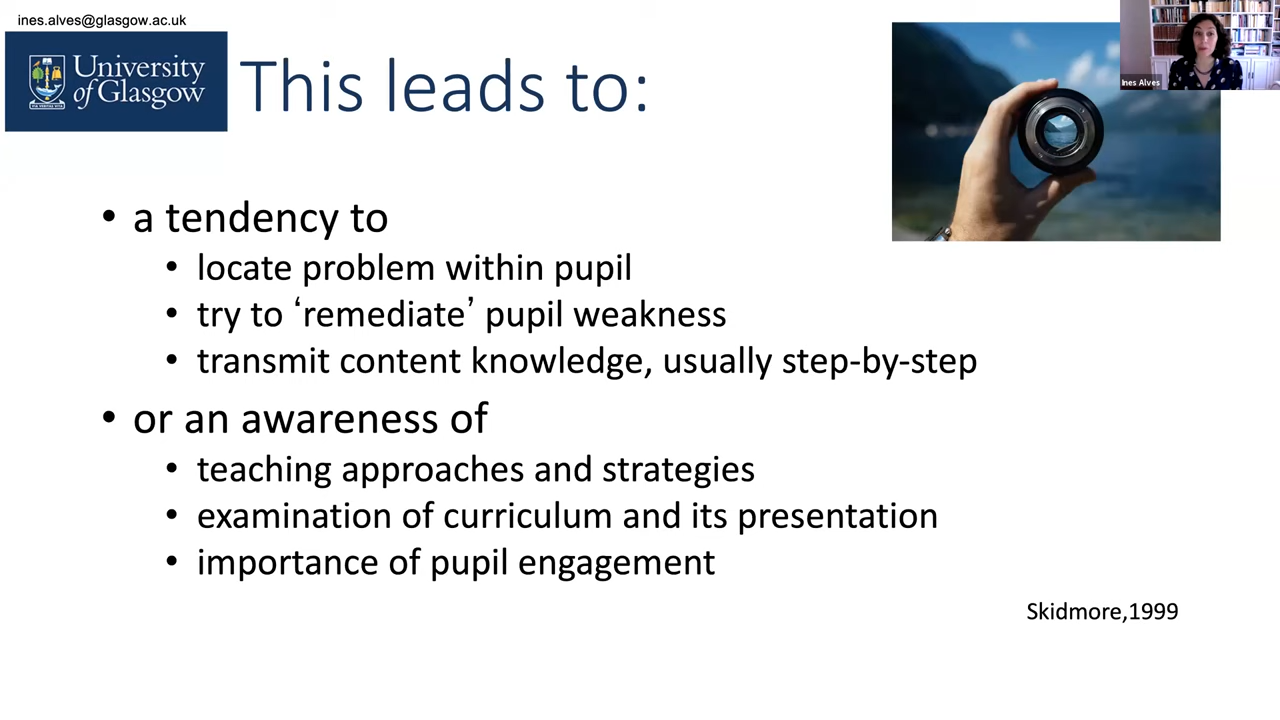 ines.alves@glasgow.ac.uk
University
of Glasgow
This leads to:
Ines Alves
• a tendency to
• locate problem within pupil
• try to ‘remediate’ pupil weakness
• transmit content knowledge, usually step-by-step
• or an awareness of
• teaching approaches and strategies
• examination of curriculum and its presentation
• importance of pupil engagement
Skidmore,1999